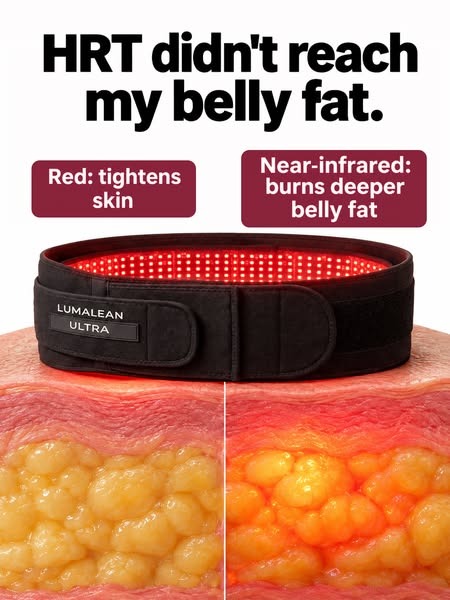 HRT didn't reach
my belly fat.
Red: tightens
skin
Near-infrared:
burns deeper
belly fat
LUMALEAN
ULTRA